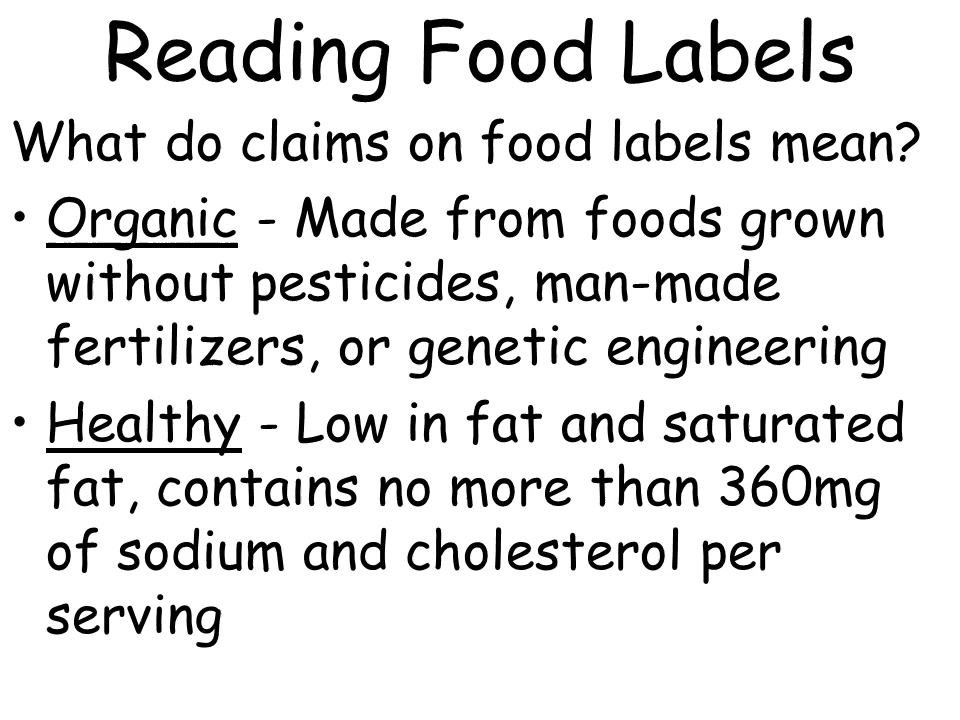 Reading Food Labels
What do claims on food labels mean?
• Organic - Made from foods grown
without pesticides, man-made
fertilizers, or genetic engineering
• Healthy - Low in fat and saturated
fat, contains no more than 360mg
of sodium and cholesterol per
serving